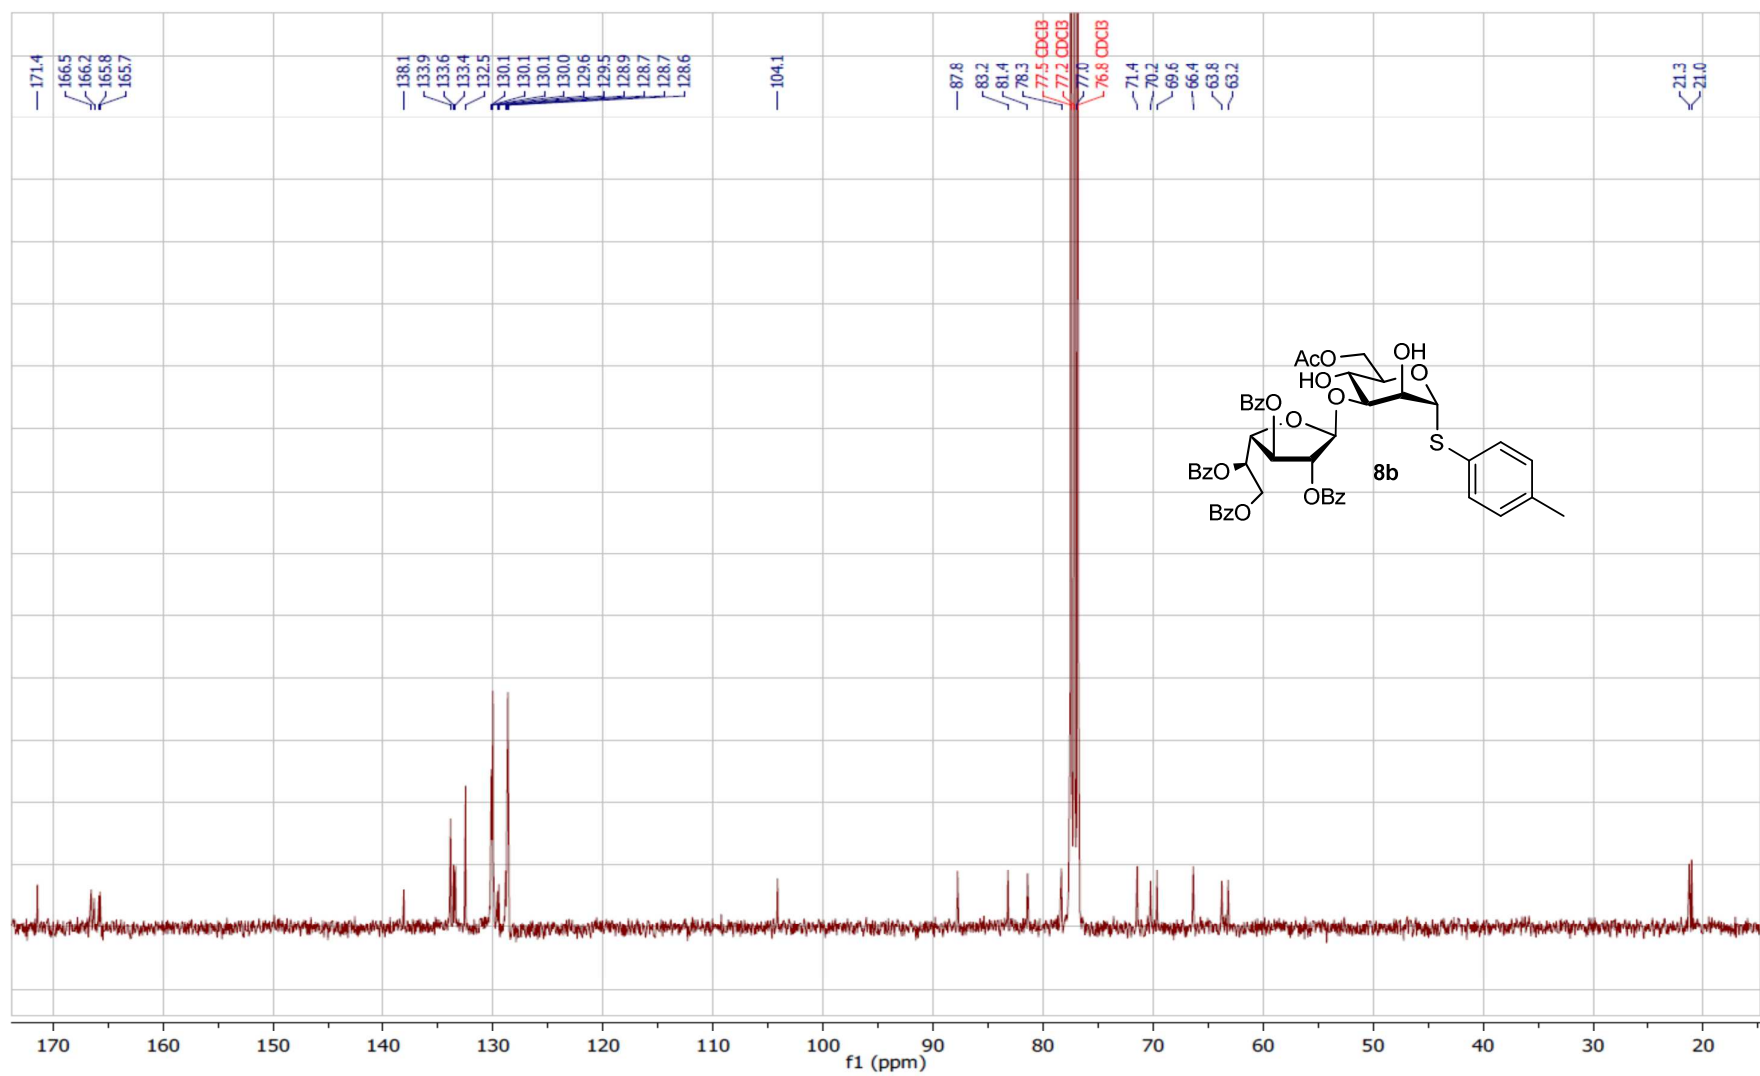 171.4
166.5
166.2
165.8
165.7
138.1
133.9
133.6
133.4
132.5
130.1
130.1
130.1
130.0
129.6
129.5
128.9
128.7
128.7
128.6
104.1
87.8
83.2
81.4
78.3
77.5 CDCl3
77.2 CDCl3
77.0
76.8 CDCl3
71.4
70.2
69.6
66.4
63.8
63.2
21.3
21.0
AcO
OH
HO
O
O
BzO
O
S
BzO
8b
OBz
BzO
170 160 150 140 130 120 110 100 90 80 70 60 50 40 30 20
f1 (ppm)